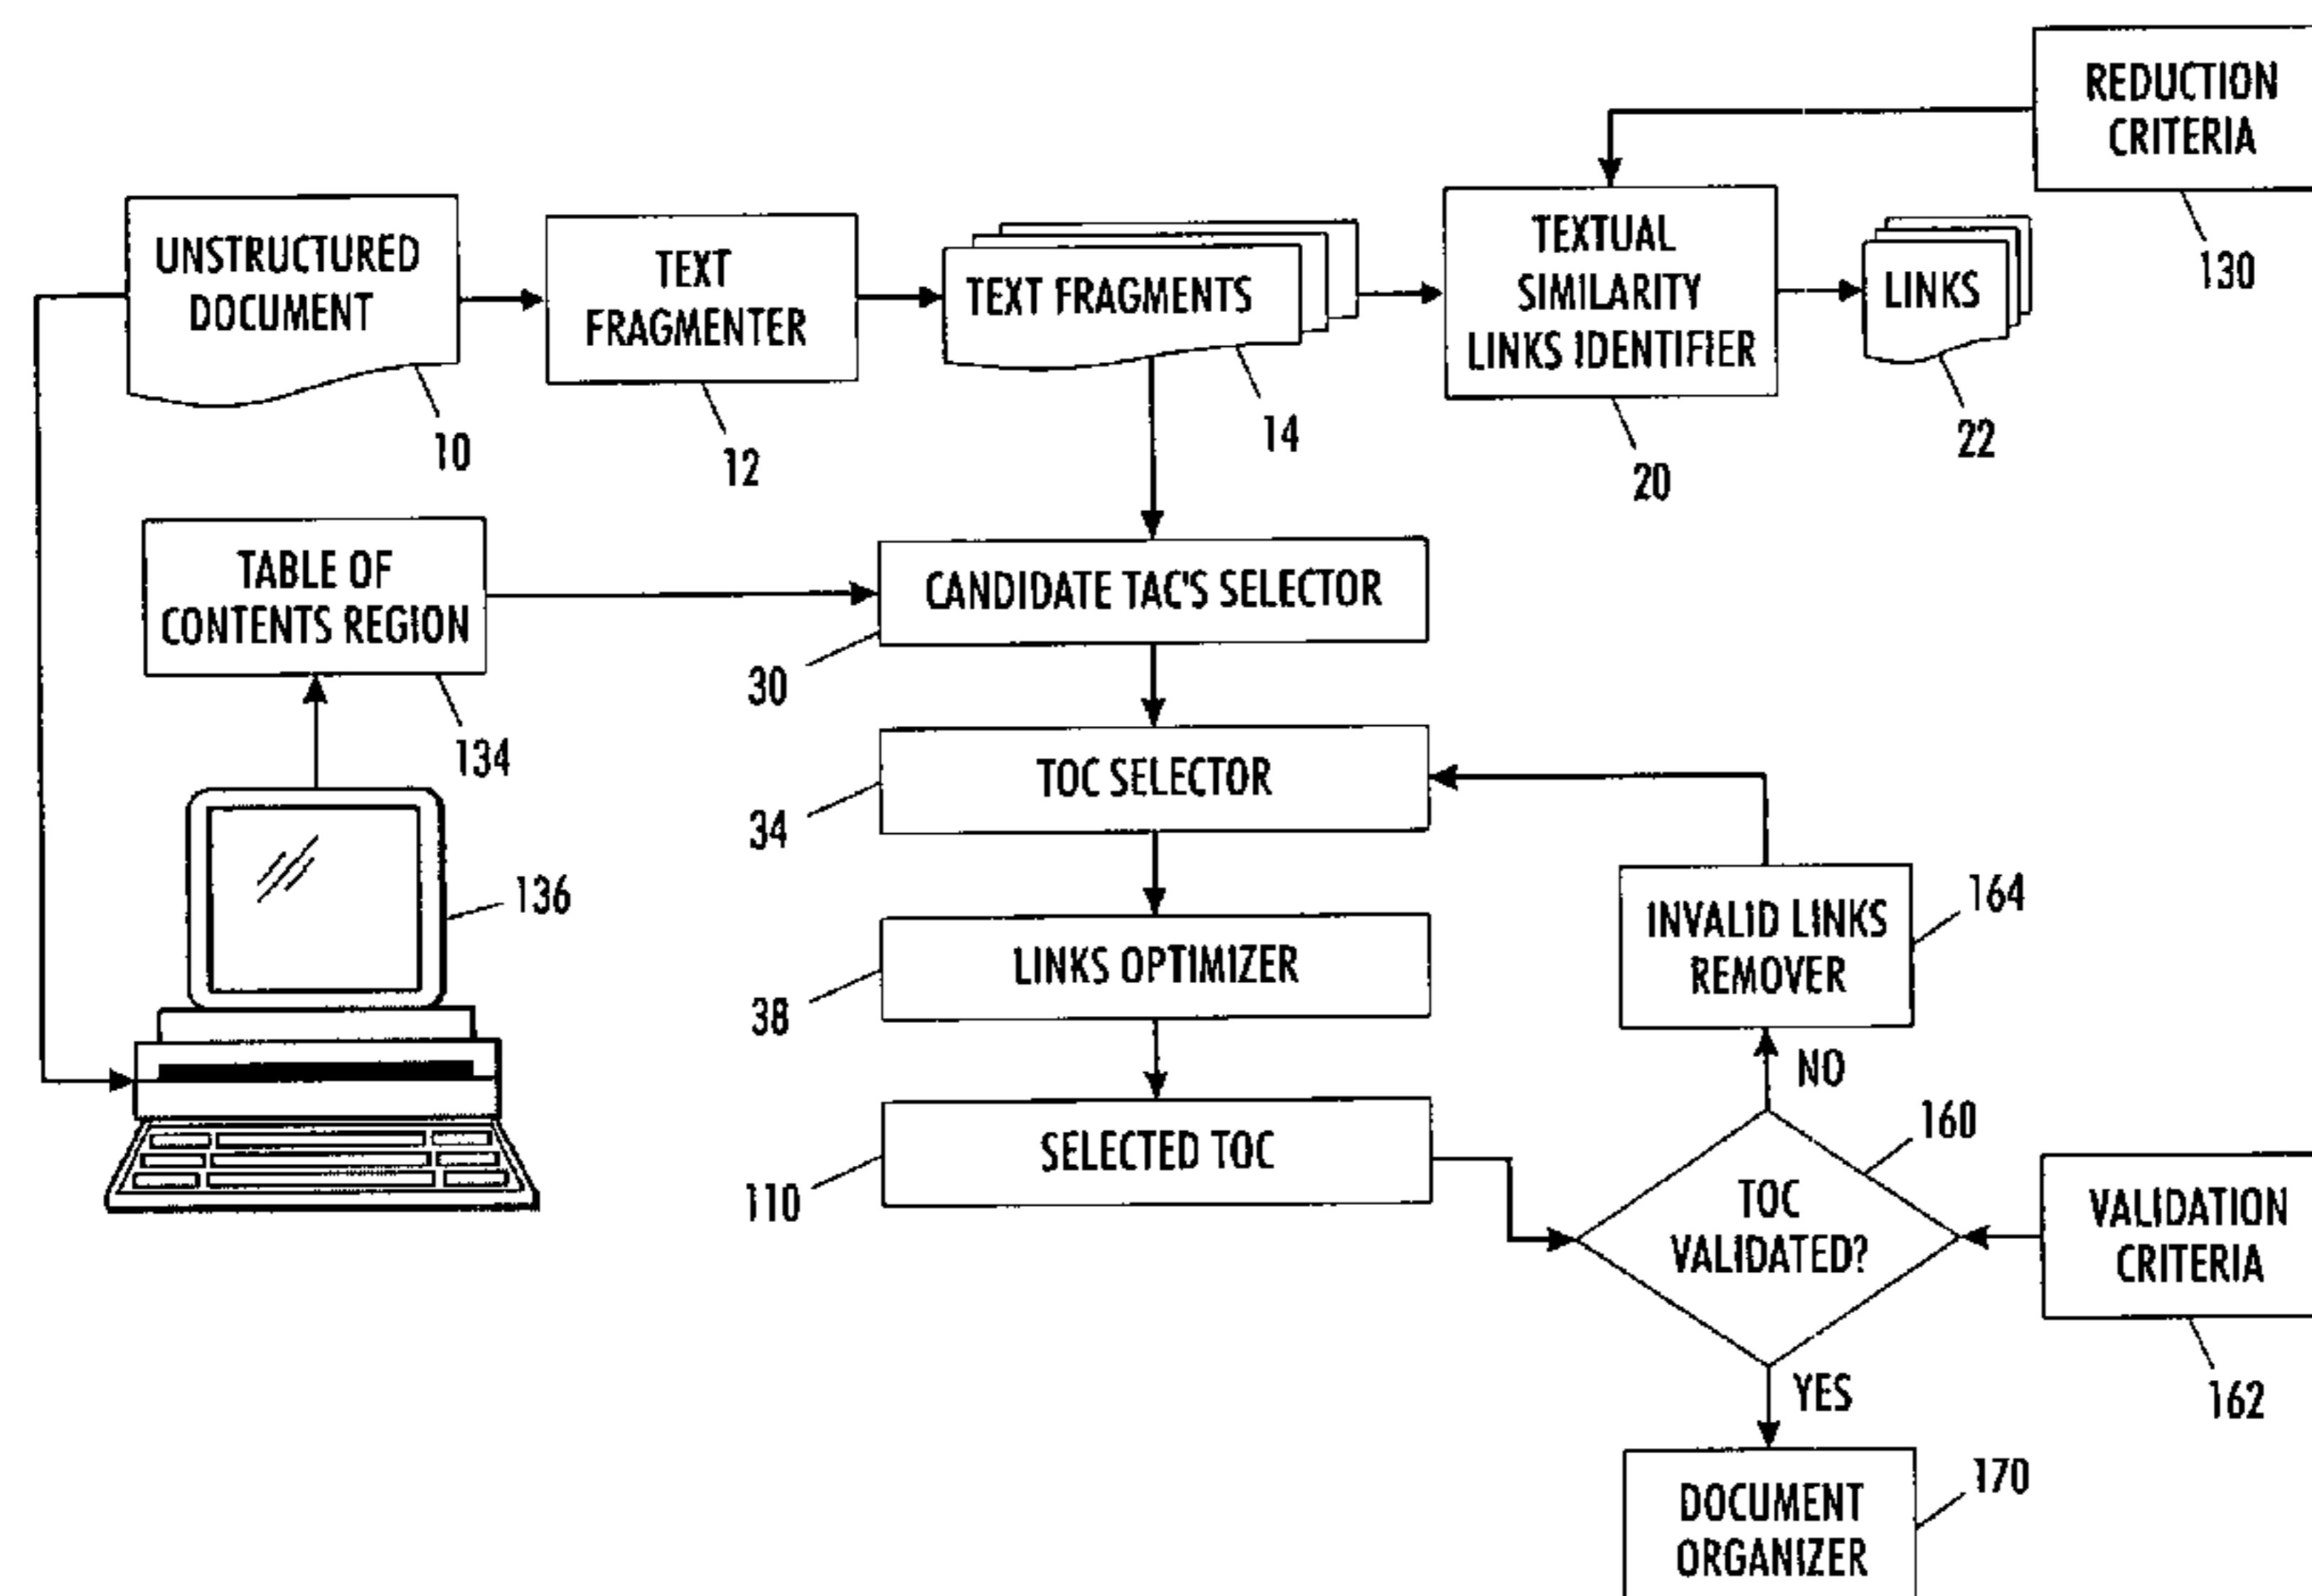 REDUCTION
CRITERIA
130
UNSTRUCTURED
DOCUMENT
10
TEXT
FRAGMENTER
12
TEXT FRAGMENTS
14
TEXTUAL
SIMILARITY
LINKS IDENTIFIER
20
LINKS
22
TABLE OF
CONTENTS REGION
134
CANDIDATE TAC'S SELECTOR
30
TOC SELECTOR
34
136
LINKS OPTIMIZER
38
INVALID LINKS
REMOVER
164
NO
SELECTED TOC
110
160
TOC
VALIDATED?
VALIDATION
CRITERIA
162
YES
DOCUMENT
ORGANIZER
170